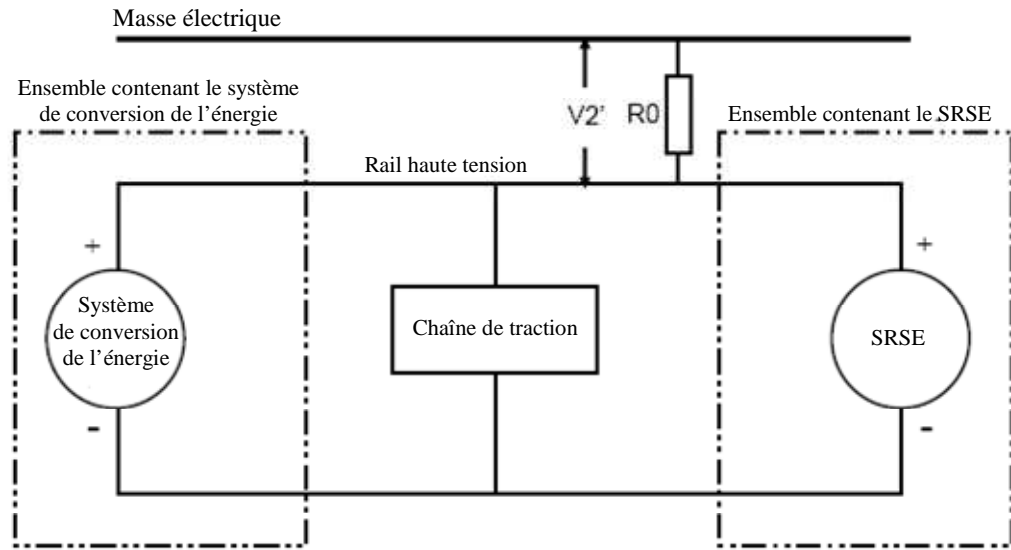 Masse électrique
Ensemble contenant le système
de conversion de l'énergie
V2'
R0
Ensemble contenant le SRSE
Rail haute tension
+
+
Système
de conversion
de l'énergie
Chaîne de traction
SRSE
-
-